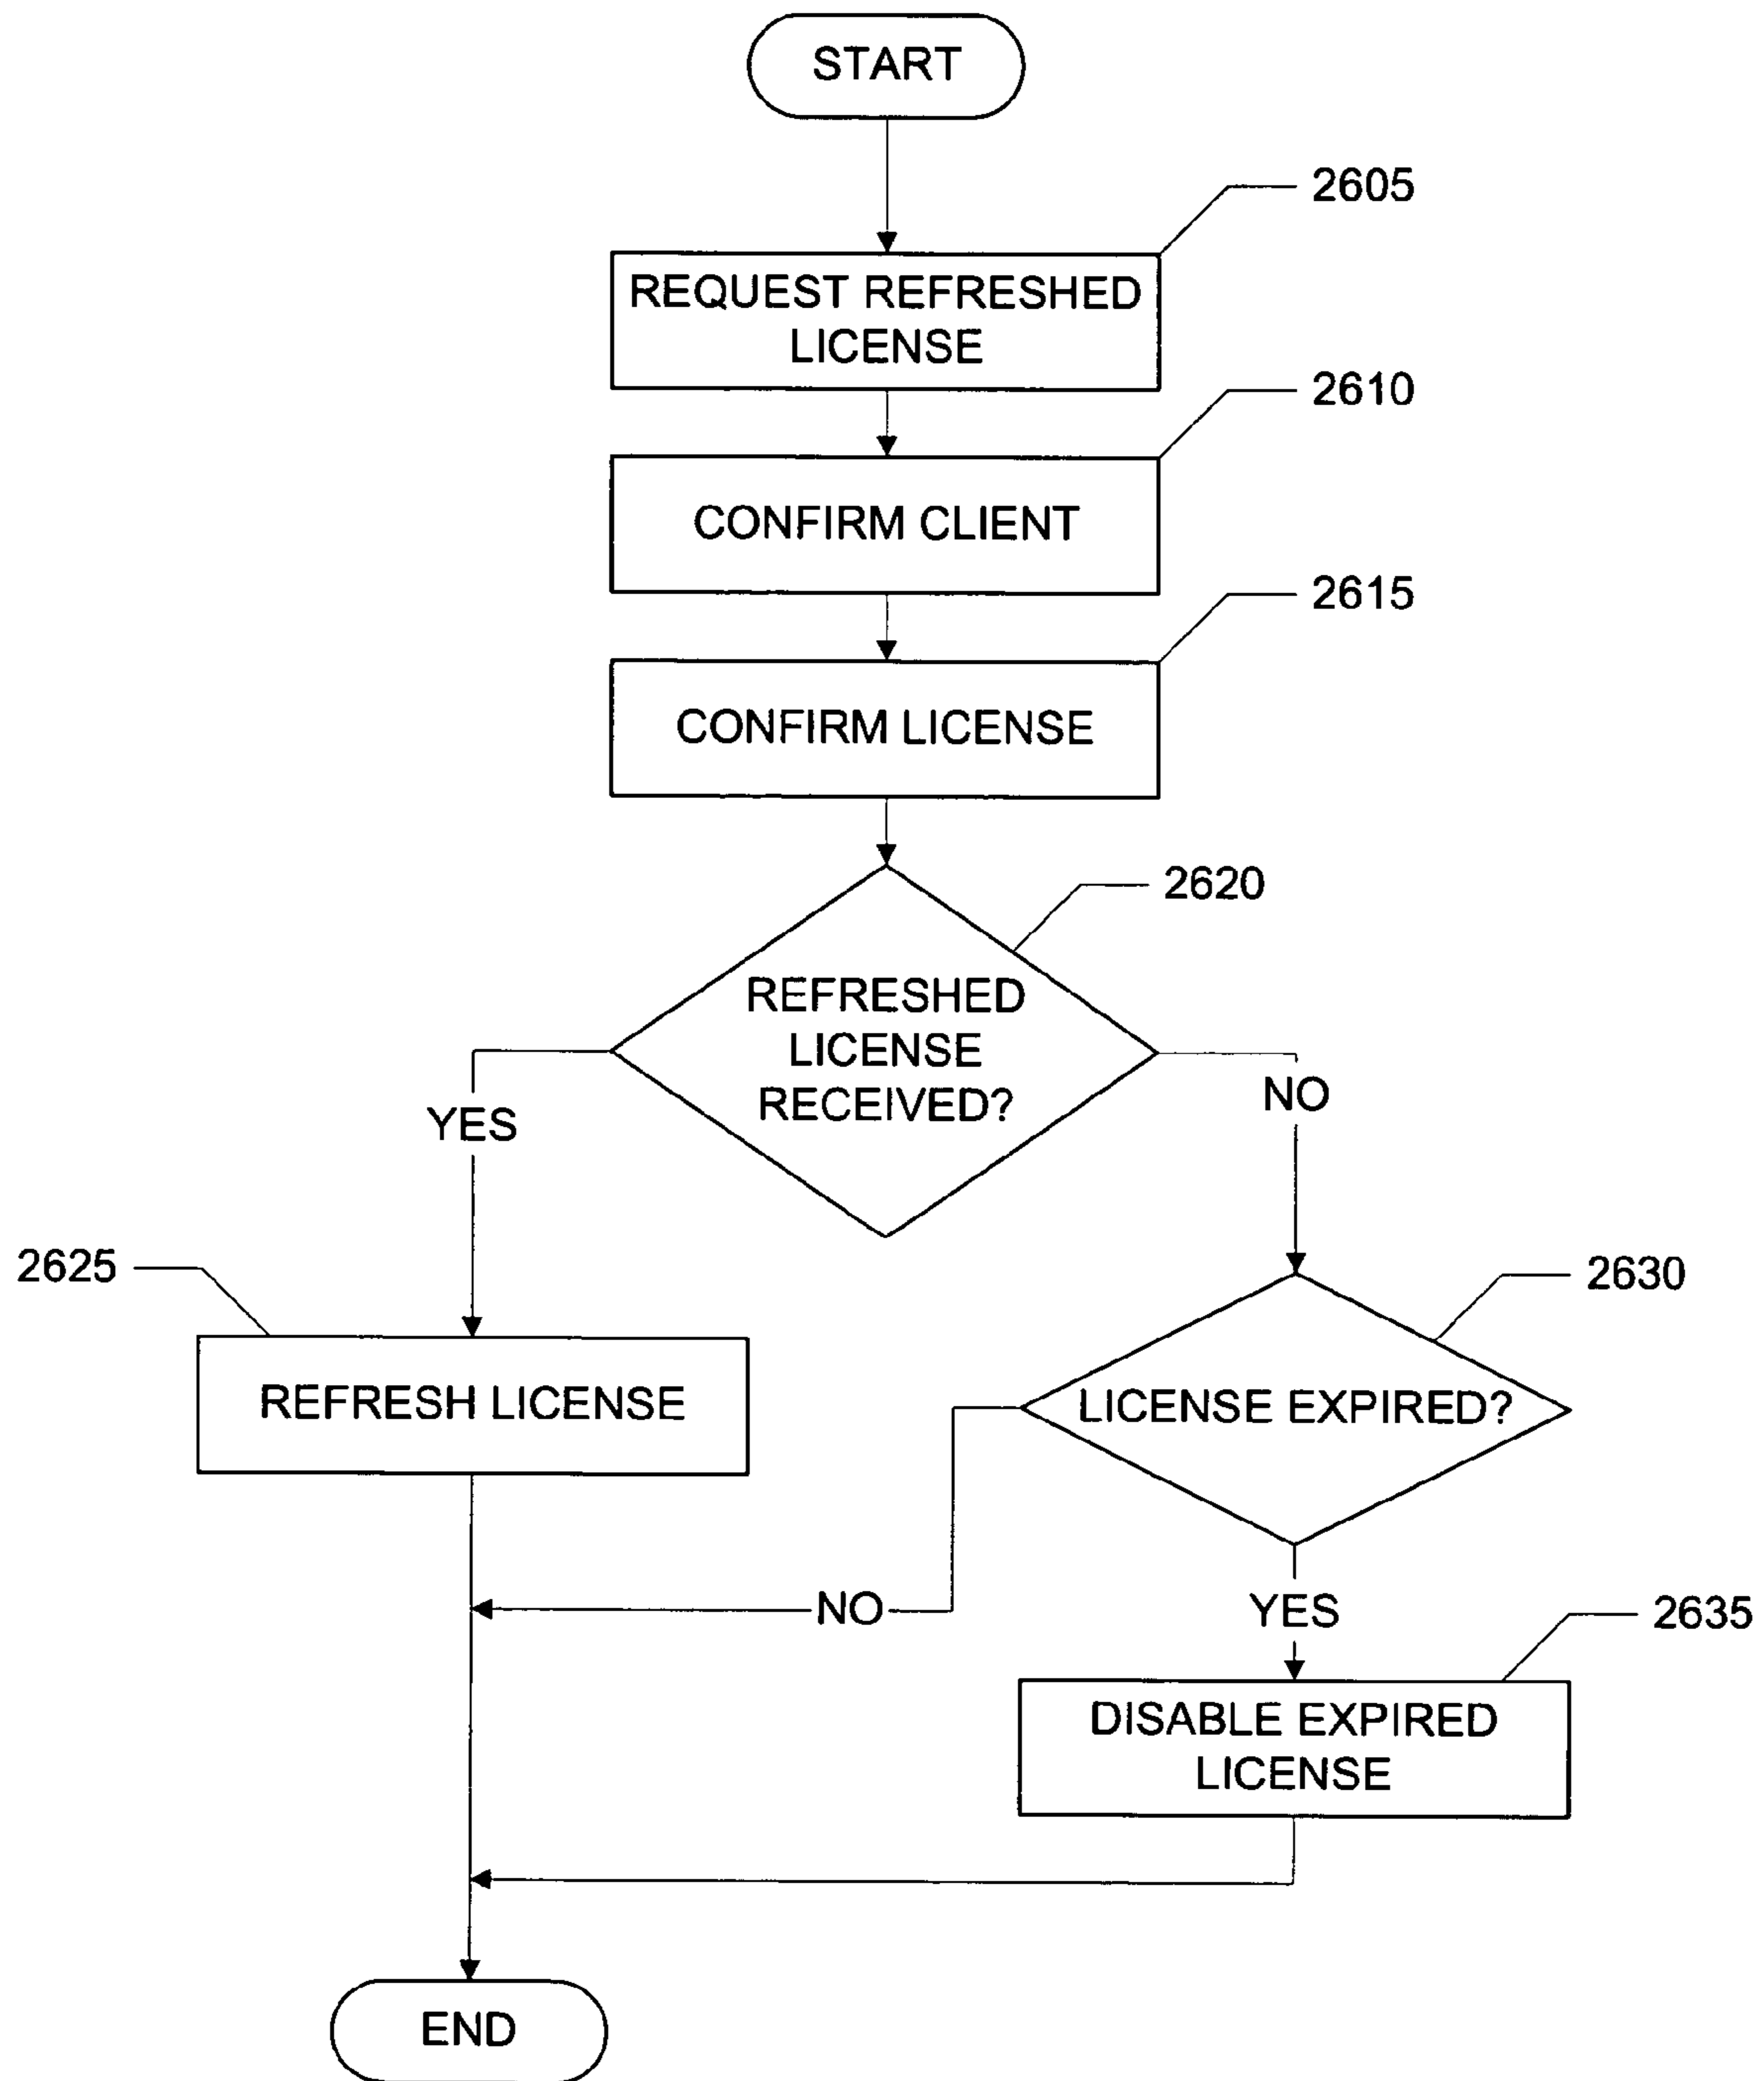 START
2605
REQUEST REFRESHED
LICENSE
2610
CONFIRM CLIENT
2615
CONFIRM LICENSE
2620
REFRESHED
LICENSE
RECEIVED?
YES
NO
2625
2630
REFRESH LICENSE
LICENSE EXPIRED?
NO
YES
2635
DISABLE EXPIRED
LICENSE
END